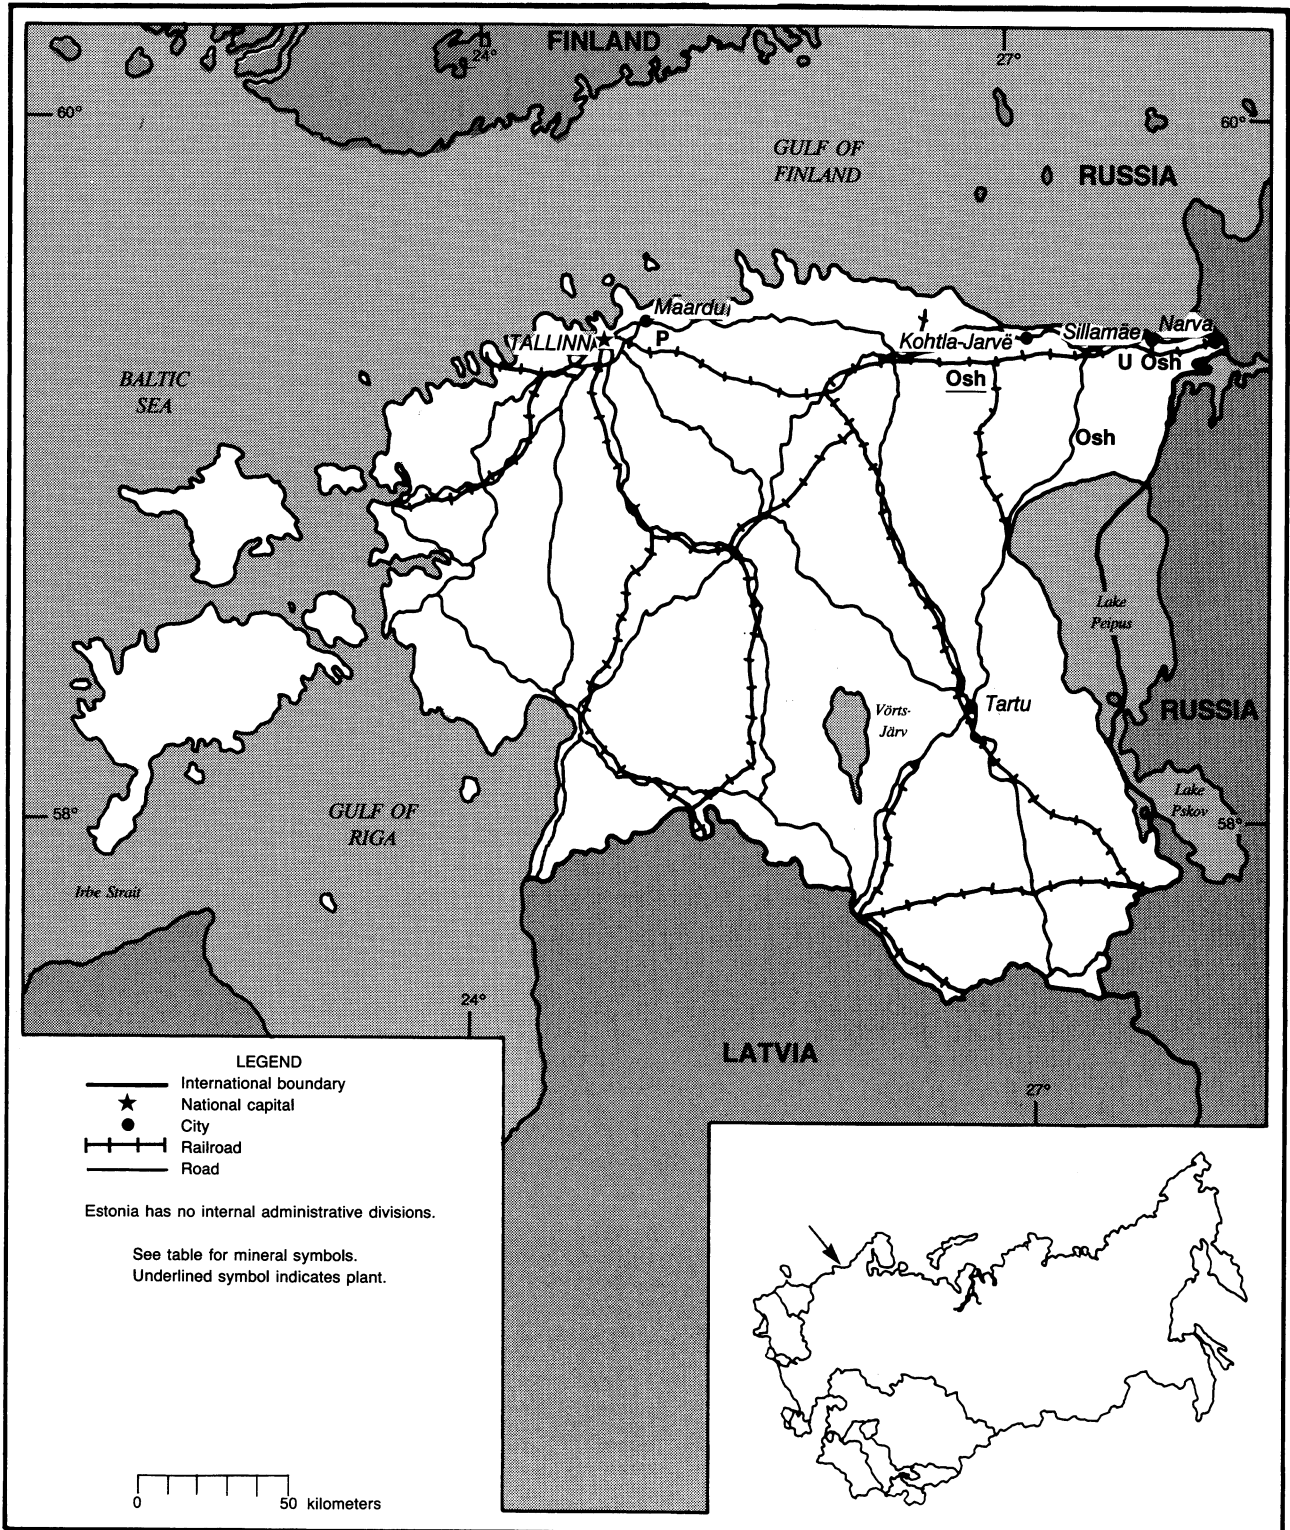 FINLAND
24°
27°
60°
60°
GULF OF
FINLAND
RUSSIA
Maardu
TALLINN
P
Kohtla-Jarvë
Sillamäe
Narva
U Osh
Osh
Osh
BALTIC
SEA
Lake
Peipus
Tartu
Vörts-
Järv
RUSSIA
Lake
Pskov
58°
58°
GULF OF
RIGA
Irbe Strait
24°
LATVIA
27°
LEGEND
International boundary
National capital
City
Railroad
Road
Estonia has no internal administrative divisions.
See table for mineral symbols.
Underlined symbol indicates plant.
0 50 kilometers